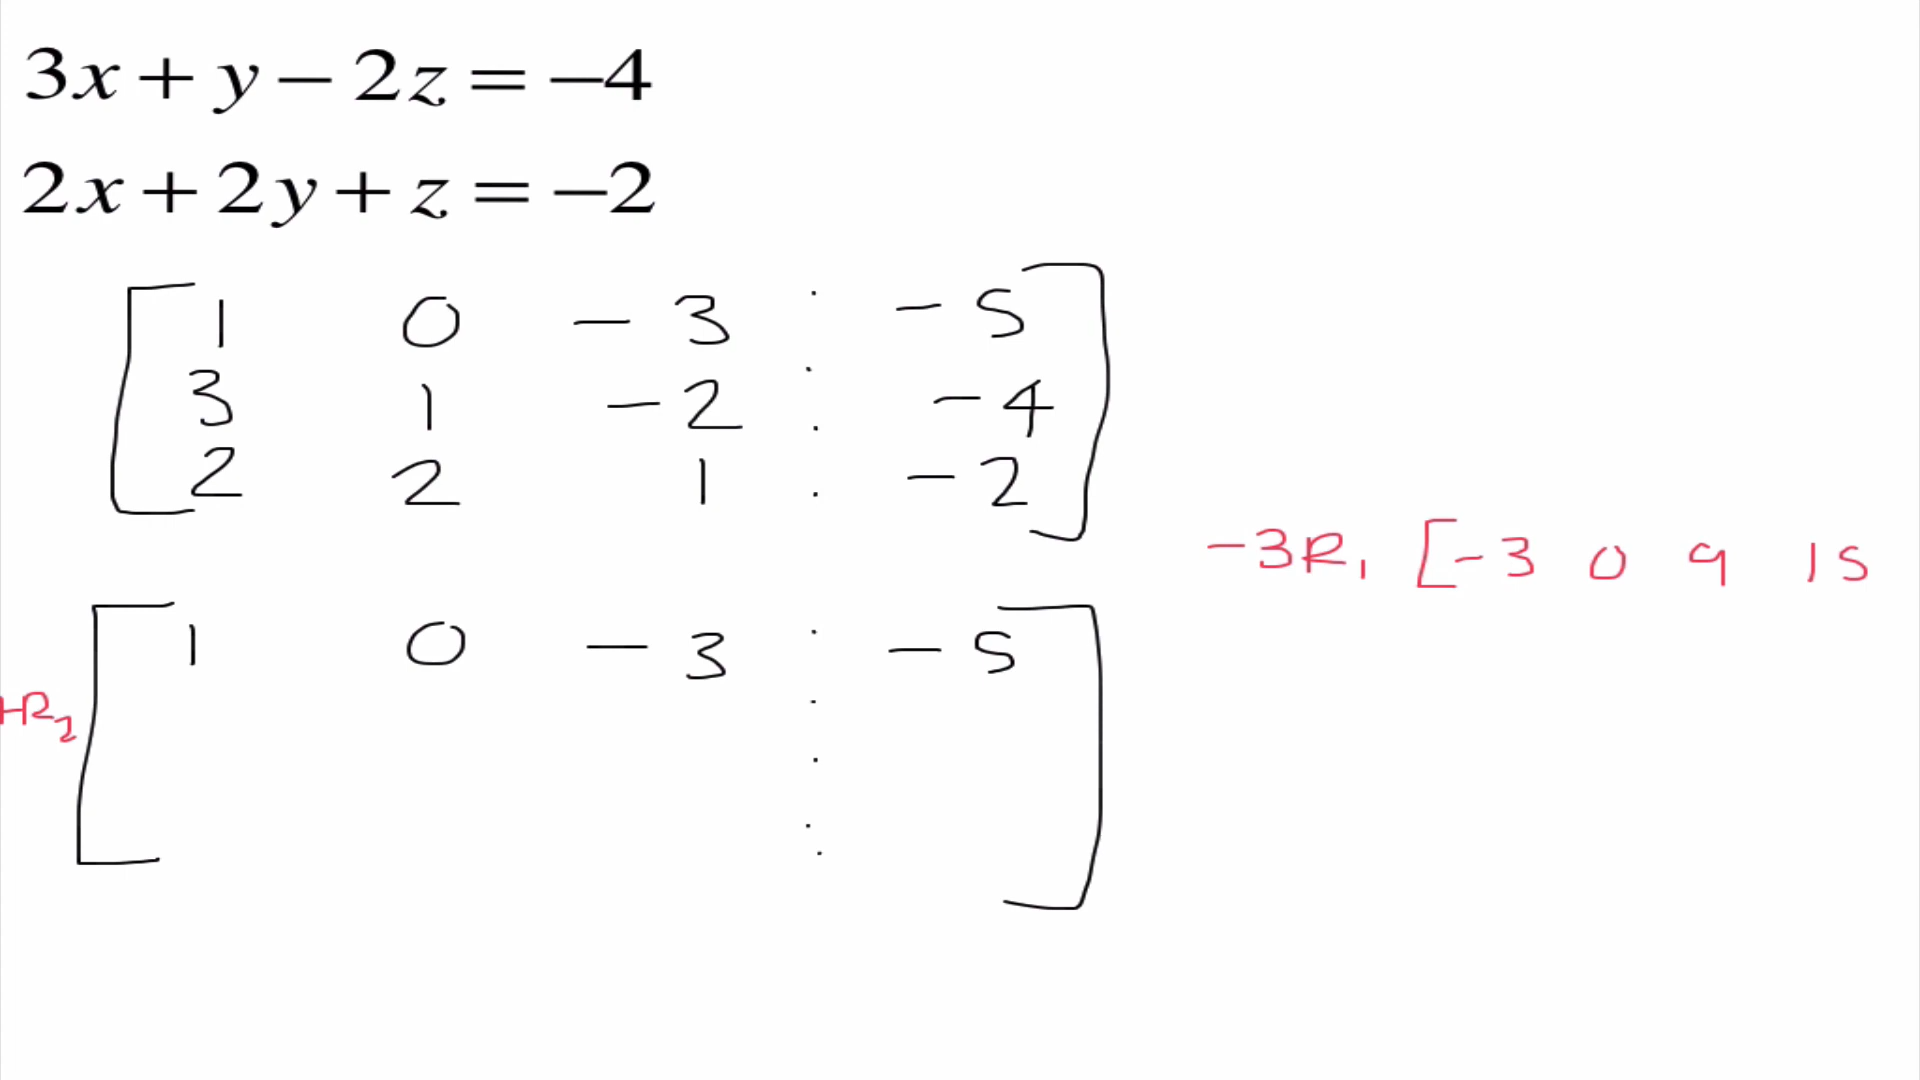 3x + y − 2z = −4
2x + 2y + z = −2
[ 1 0 −3 : −5 ]
3 1 −2 : −4
2 2 1 : −2
−3R₁ [ −3 0 9 15
[ 1 0 −3 : −5 ]
+R₂